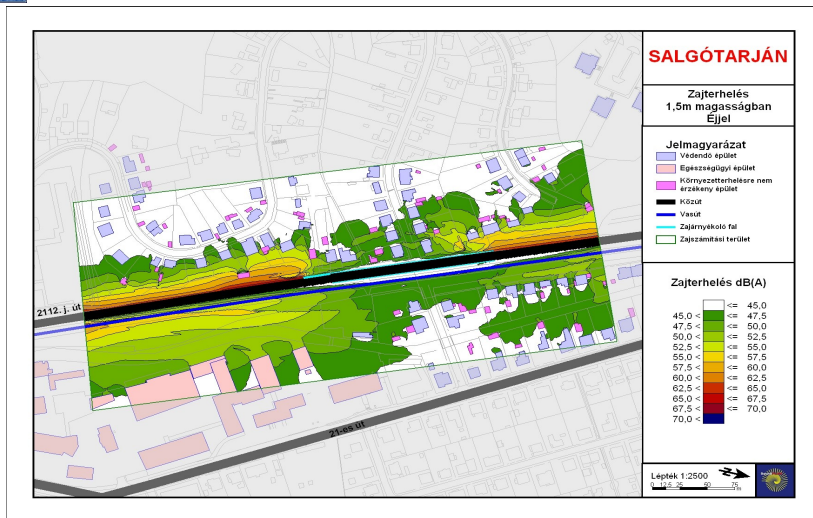 SALGÓTARJÁN
Zajterhelés
1,5m magasságban
Éjjel
Jelmagyarázat
Védendő épület
Egészségügyi épület
Környezetterhelésre nem
érzékeny épület
Közút
Vasút
Zajárnyékoló fal
Zajszámítási terület
Zajterhelés dB(A)
<= 45,0
45,0 < <= 47,5
47,5 < <= 50,0
50,0 < <= 52,5
52,5 < <= 55,0
55,0 < <= 57,5
57,5 < <= 60,0
60,0 < <= 62,5
62,5 < <= 65,0
65,0 < <= 67,5
67,5 < <= 70,0
70,0 <
2112. j. út
21-es út
Lépték 1:2500
0 12,5 25 50 75
m